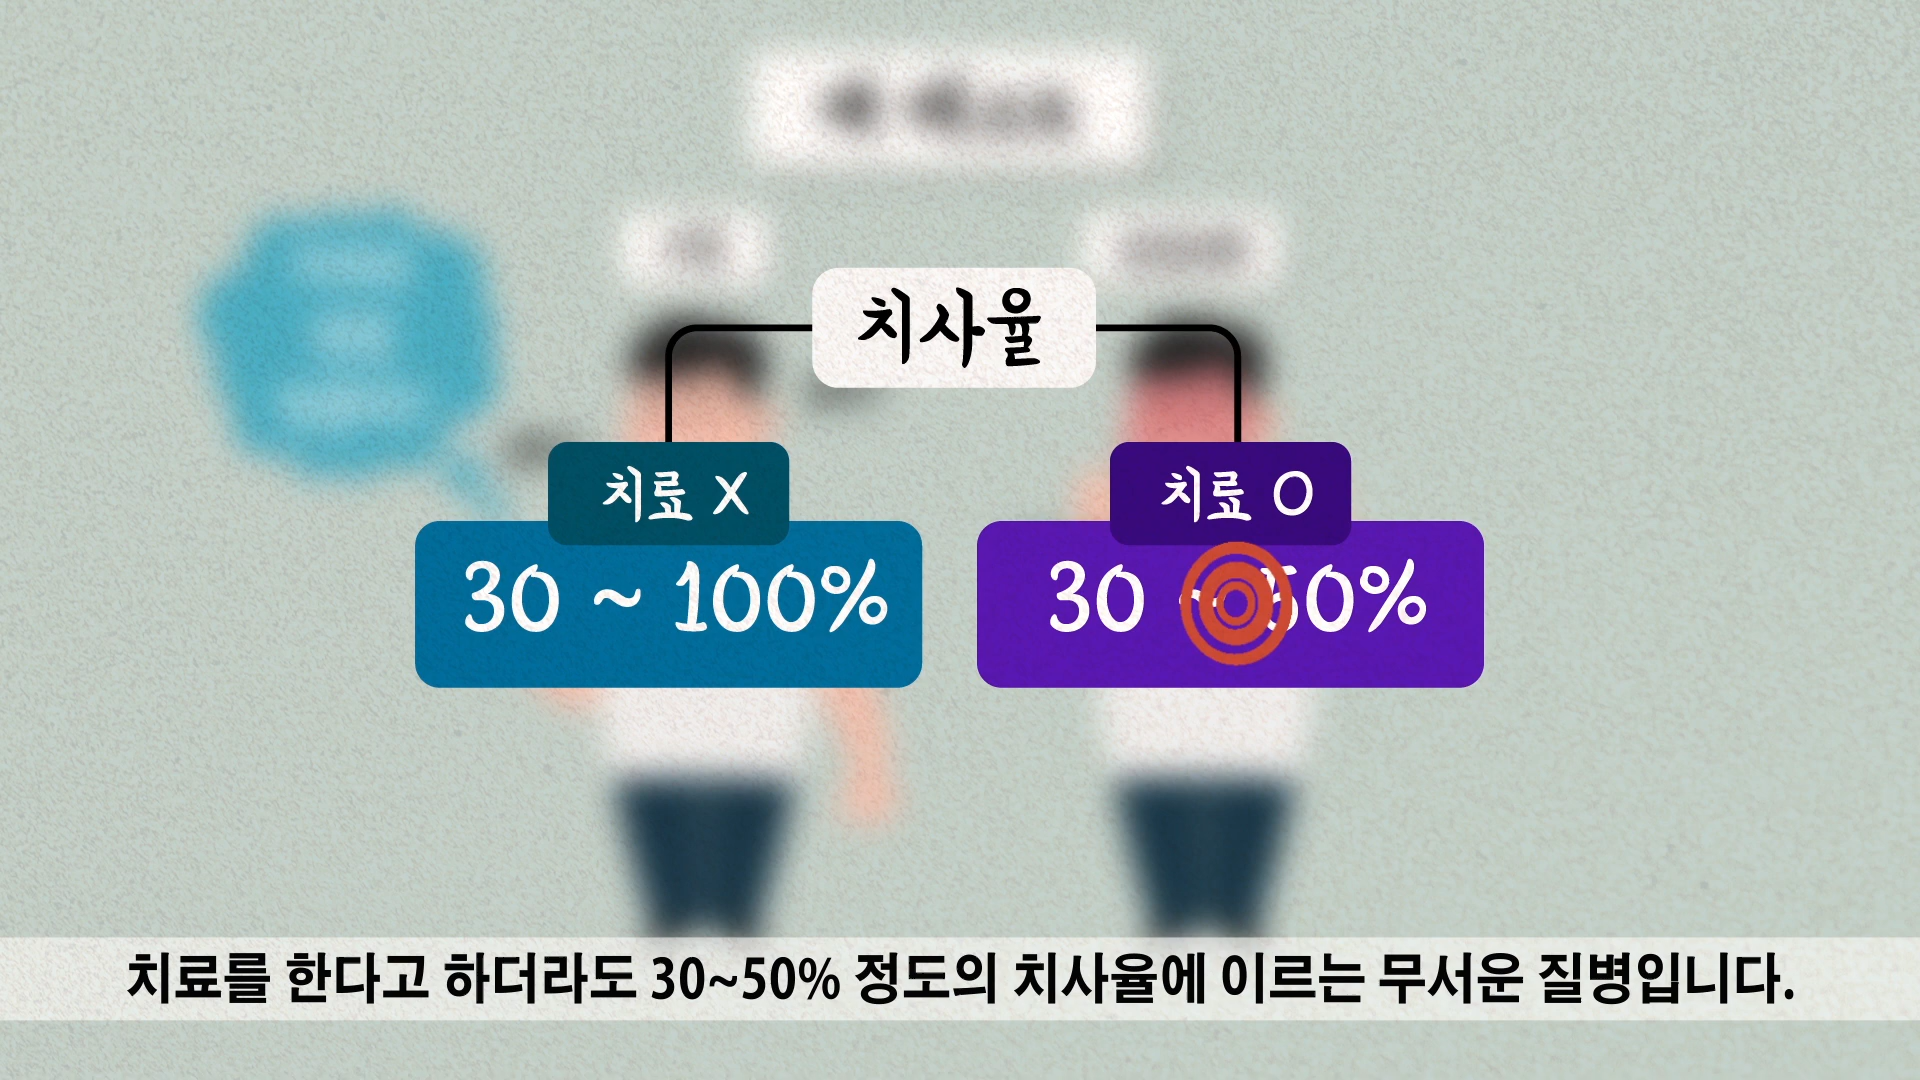 치사율
치료 X
30 ~ 100%
치료 O
30 ~ 50%
치료를 한다고 하더라도 30~50% 정도의 치사율에 이르는 무서운 질병입니다.